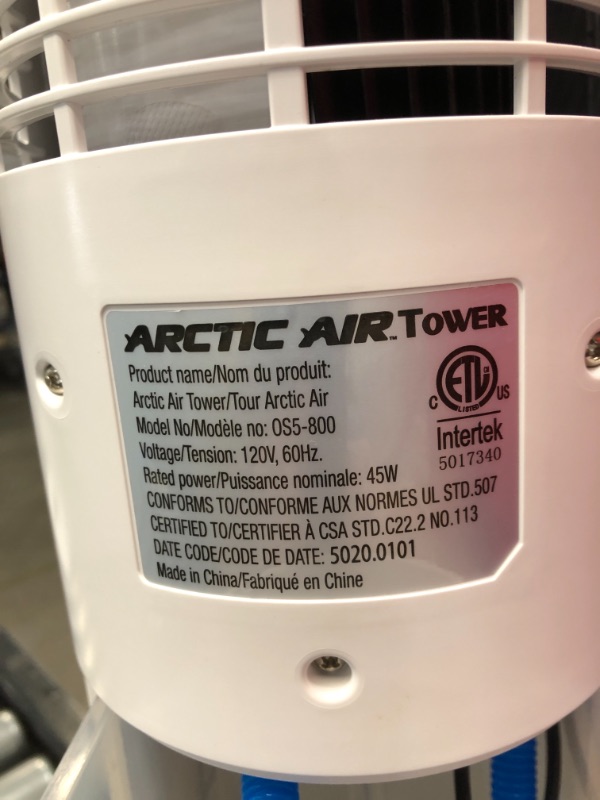 ARCTIC AIR™ TOWER
Product name/Nom du produit:
Arctic Air Tower/Tour Arctic Air
Model No/Modèle no: OS5-800
Voltage/Tension: 120V, 60Hz.
Rated power/Puissance nominale: 45W
CONFORMS TO/CONFORME AUX NORMES UL STD.507
CERTIFIED TO/CERTIFIER À CSA STD.C22.2 NO.113
DATE CODE/CODE DE DATE: 5020.0101
Made in China/Fabriqué en Chine
ETL
LISTED
C US
Intertek
5017340